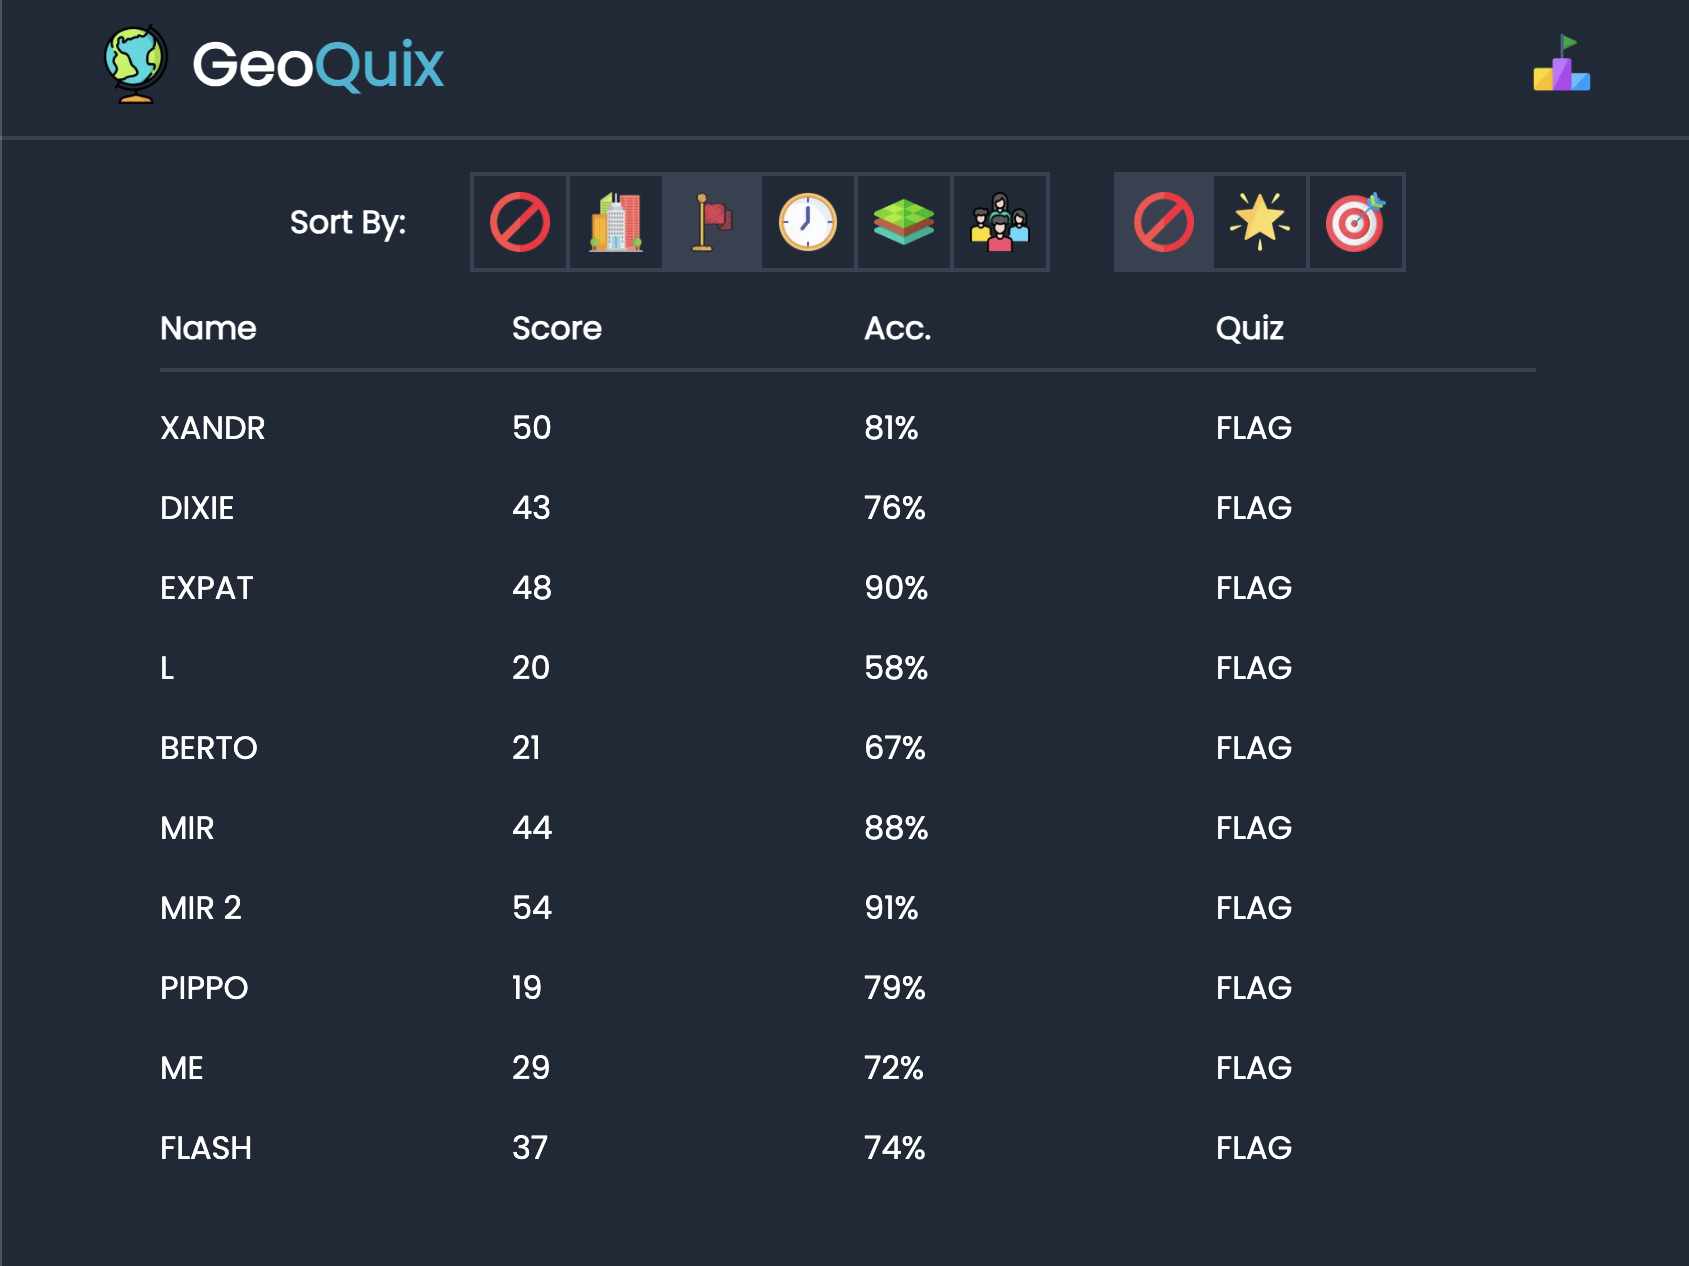 GeoQuix
Sort By:
Name Score Acc. Quiz
XANDR 50 81% FLAG
DIXIE 43 76% FLAG
EXPAT 48 90% FLAG
L 20 58% FLAG
BERTO 21 67% FLAG
MIR 44 88% FLAG
MIR 2 54 91% FLAG
PIPPO 19 79% FLAG
ME 29 72% FLAG
FLASH 37 74% FLAG